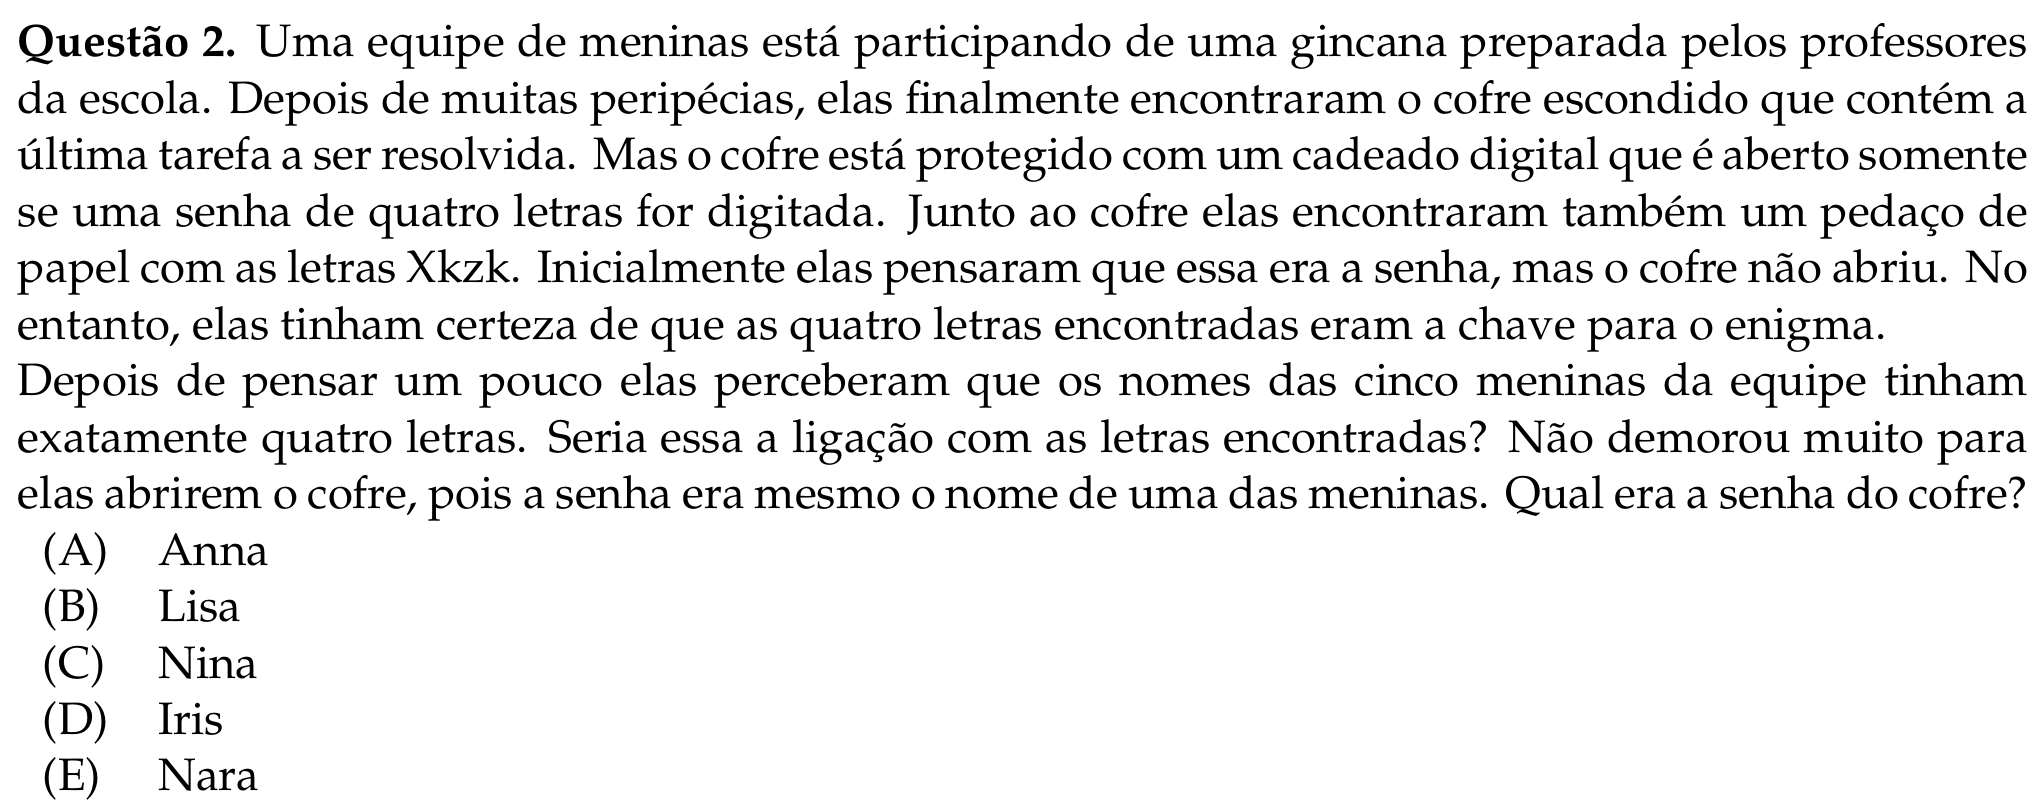 Questão 2. Uma equipe de meninas está participando de uma gincana preparada pelos professores
da escola. Depois de muitas peripécias, elas finalmente encontraram o cofre escondido que contém a
última tarefa a ser resolvida. Mas o cofre está protegido com um cadeado digital que é aberto somente
se uma senha de quatro letras for digitada. Junto ao cofre elas encontraram também um pedaço de
papel com as letras Xkzk. Inicialmente elas pensaram que essa era a senha, mas o cofre não abriu. No
entanto, elas tinham certeza de que as quatro letras encontradas eram a chave para o enigma.
Depois de pensar um pouco elas perceberam que os nomes das cinco meninas da equipe tinham
exatamente quatro letras. Seria essa a ligação com as letras encontradas? Não demorou muito para
elas abrirem o cofre, pois a senha era mesmo o nome de uma das meninas. Qual era a senha do cofre?
(A) Anna
(B) Lisa
(C) Nina
(D) Iris
(E) Nara